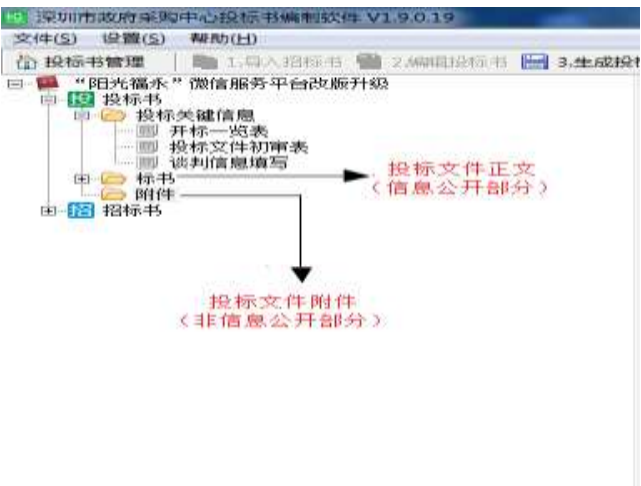 深圳市政府采购中心投标书编制软件 V1.9.0.19
文件(S) 设置(S) 帮助(H)
投标书管理 1.导入招标书 2.编辑投标书 3.生成投标
“阳光福永”微信服务平台改版升级
投 投标书
投标关键信息
开标一览表
投标文件初审表
谈判信息填写
标书
投标文件正文
（信息公开部分）
附件
招 招标书
投标文件附件
（非信息公开部分）